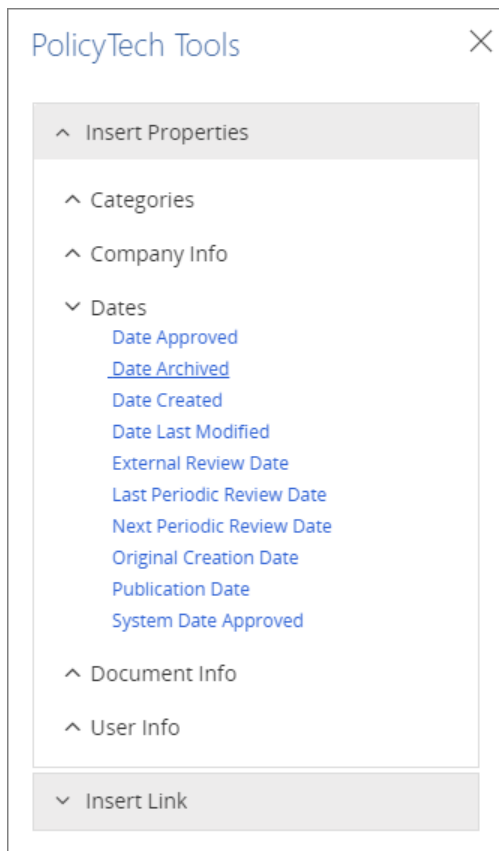 PolicyTech Tools
Insert Properties
Categories
Company Info
Dates
Date Approved
Date Archived
Date Created
Date Last Modified
External Review Date
Last Periodic Review Date
Next Periodic Review Date
Original Creation Date
Publication Date
System Date Approved
Document Info
User Info
Insert Link